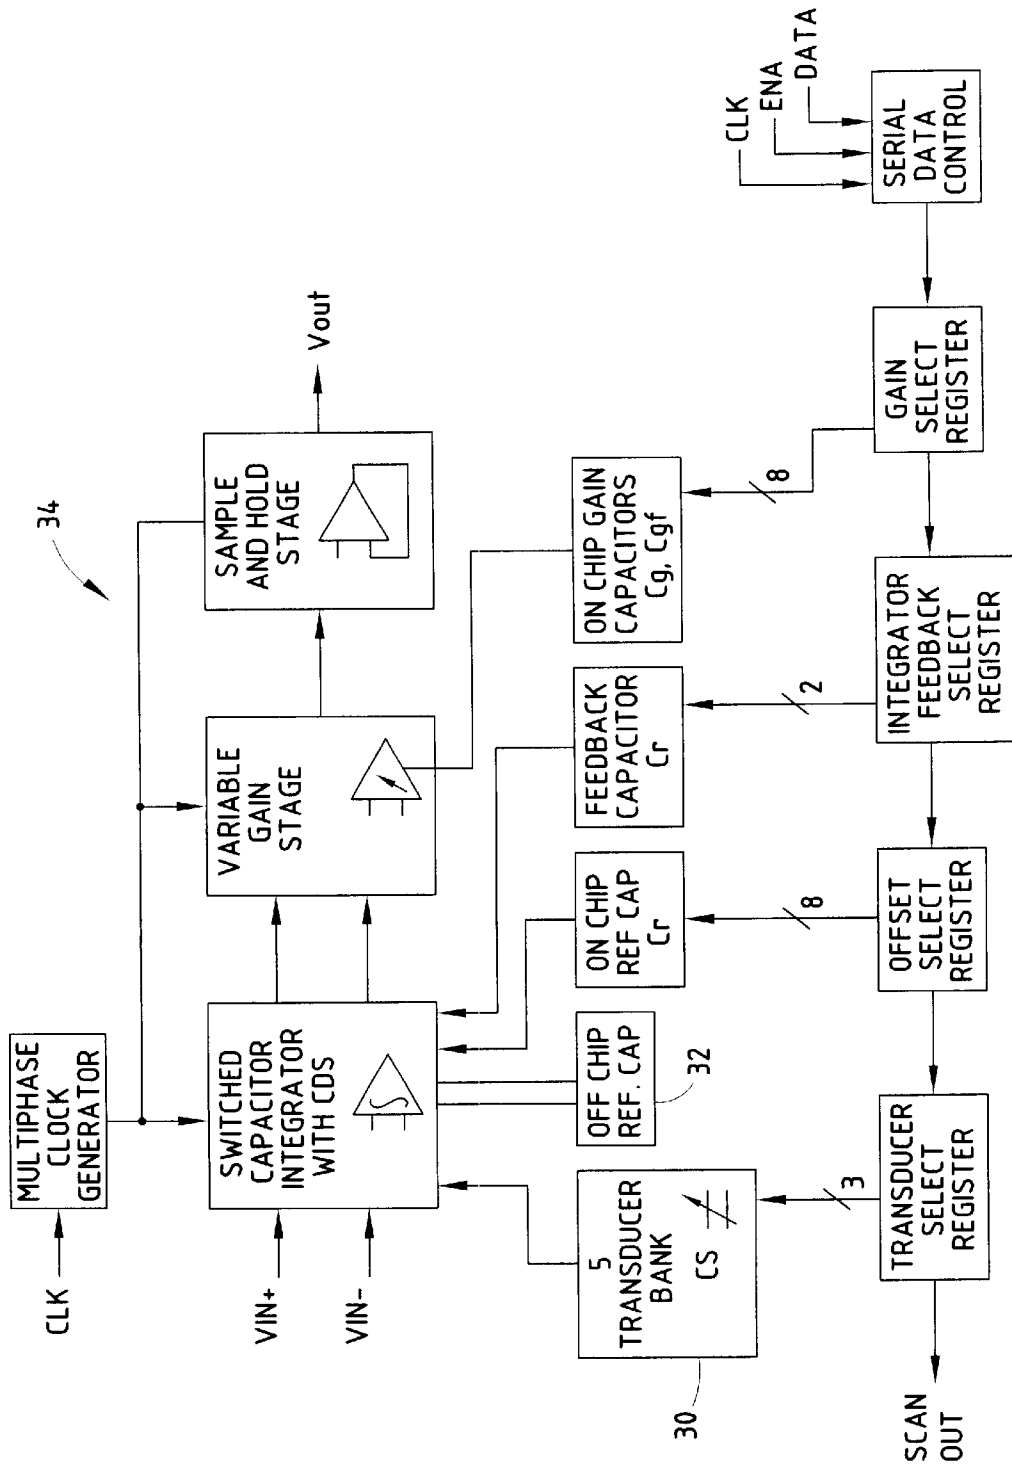 34
MULTIPHASE
CLOCK
GENERATOR
CLK
VIN+
VIN-
SWITCHED
CAPACITOR
INTEGRATOR
WITH CDS
VARIABLE
GAIN
STAGE
SAMPLE
AND HOLD
STAGE
Vout
5
TRANSDUCER
BANK
CS
30
OFF CHIP
REF. CAP
32
ON CHIP
REF CAP
Cr
FEEDBACK
CAPACITOR
Cr
ON CHIP GAIN
CAPACITORS
Cg, Cgf
3
8
2
8
CLK
ENA
DATA
SCAN
OUT
TRANSDUCER
SELECT
REGISTER
OFFSET
SELECT
REGISTER
INTEGRATOR
FEEDBACK
SELECT
REGISTER
GAIN
SELECT
REGISTER
SERIAL
DATA
CONTROL